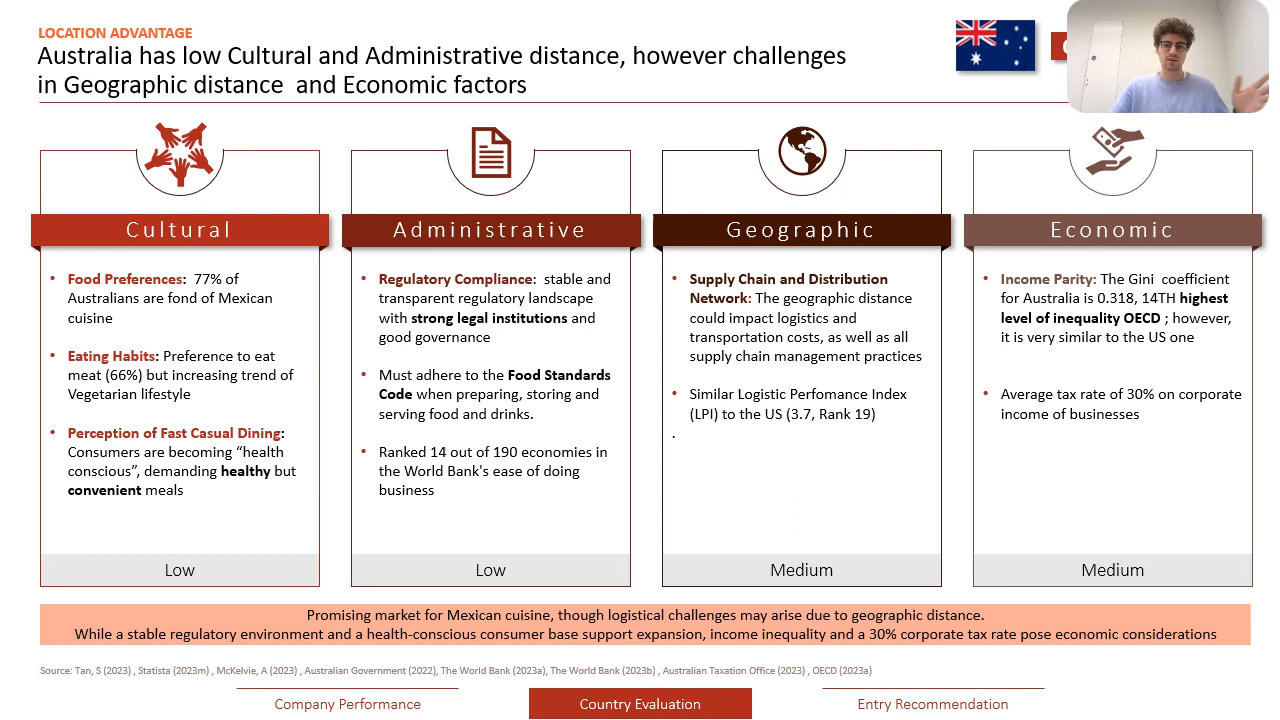 LOCATION ADVANTAGE
Australia has low Cultural and Administrative distance, however challenges
in Geographic distance and Economic factors
Cultural
• Food Preferences: 77% of
Australians are fond of Mexican
cuisine
• Eating Habits: Preference to eat
meat (66%) but increasing trend of
Vegetarian lifestyle
• Perception of Fast Casual Dining:
Consumers are becoming “health
conscious”, demanding healthy but
convenient meals
Low
Administrative
• Regulatory Compliance: stable and
transparent regulatory landscape
with strong legal institutions and
good governance
• Must adhere to the Food Standards
Code when preparing, storing and
serving food and drinks.
• Ranked 14 out of 190 economies in
the World Bank's ease of doing
business
Low
Geographic
• Supply Chain and Distribution
Network: The geographic distance
could impact logistics and
transportation costs, as well as all
supply chain management practices
• Similar Logistic Perfomance Index
(LPI) to the US (3.7, Rank 19)
.
Medium
Economic
• Income Parity: The Gini coefficient
for Australia is 0.318, 14TH highest
level of inequality OECD ; however,
it is very similar to the US one
• Average tax rate of 30% on corporate
income of businesses
Medium
Promising market for Mexican cuisine, though logistical challenges may arise due to geographic distance.
While a stable regulatory environment and a health-conscious consumer base support expansion, income inequality and a 30% corporate tax rate pose economic considerations
Source: Tan, S (2023) , Statista (2023m) , McKelvie, A (2023) , Australian Government (2022), The World Bank (2023a), The World Bank (2023b) , Australian Taxation Office (2023) , OECD (2023a)
Company Performance
Country Evaluation
Entry Recommendation